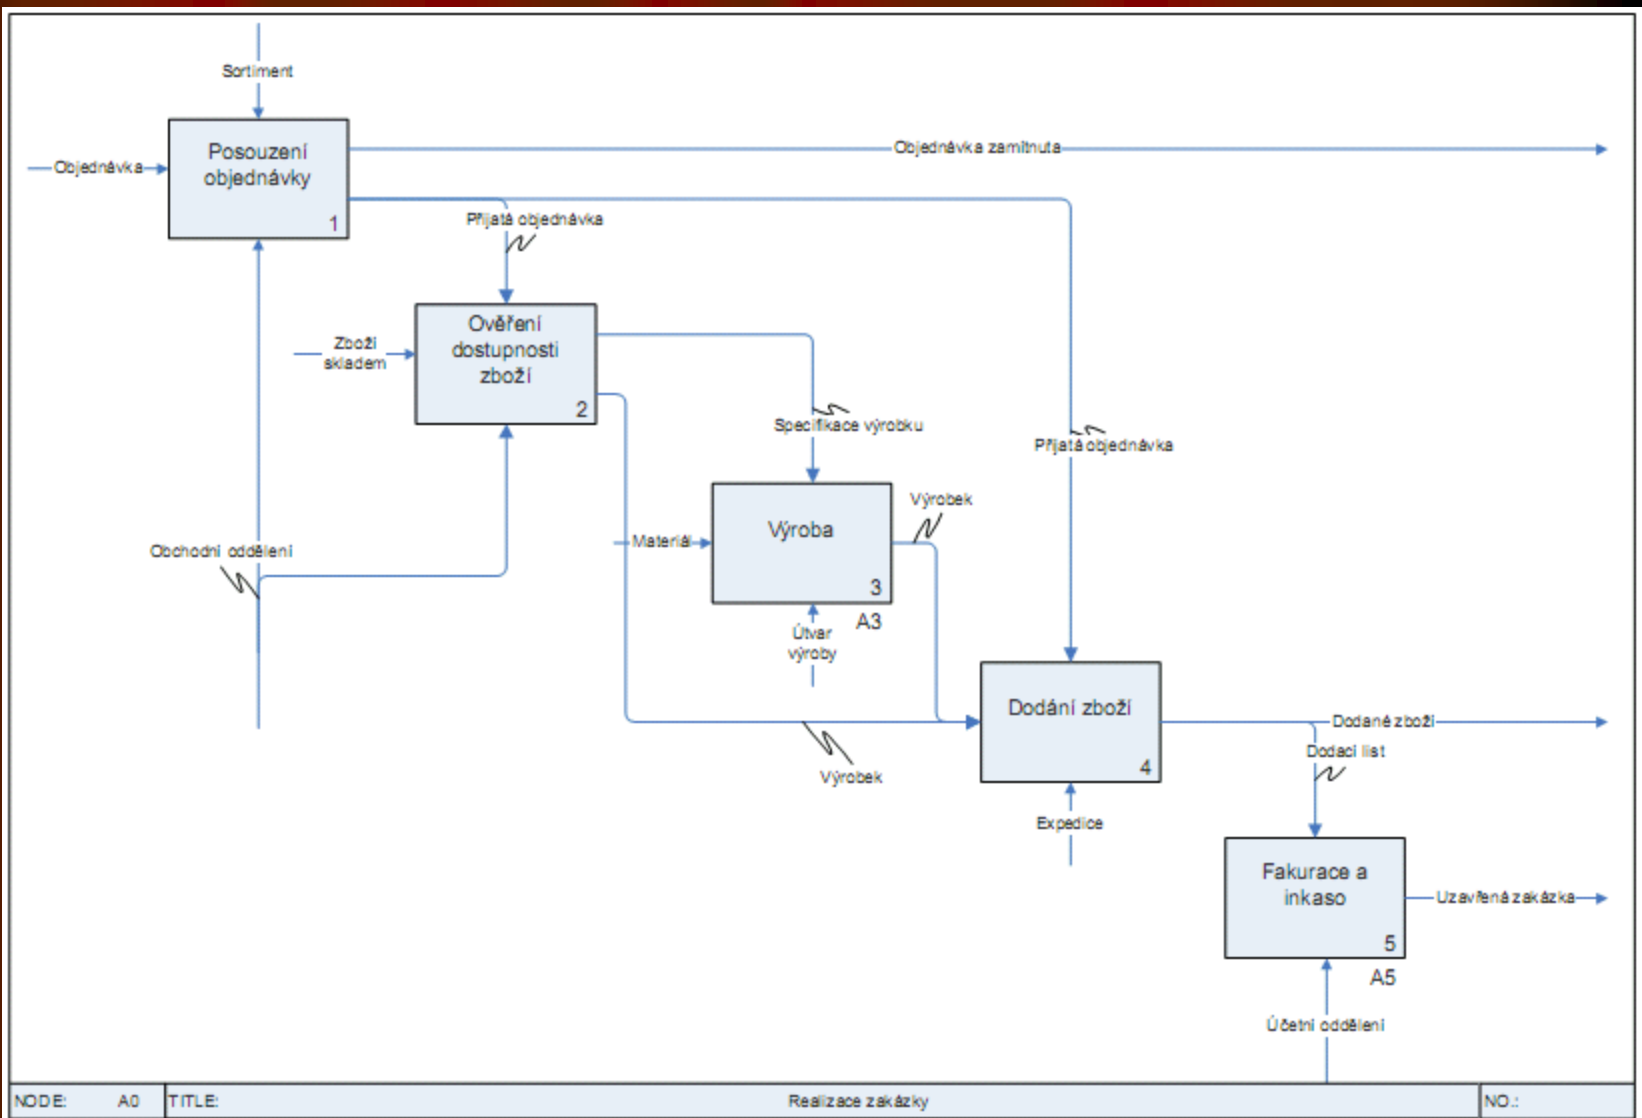 Sortiment
Objednávka
Posouzení
objednávky
1
Objednávka zamítnuta
Přijatá objednávka
Zboží
skladem
Ověření
dostupnosti
zboží
2
Specifikace výrobku
Přijatá objednávka
Obchodní oddělení
Materiál
Výroba
3
A3
Výrobek
Útvar
výroby
Výrobek
Dodání zboží
4
Expedice
Dodané zboží
Dodací list
Fakurace a
inkaso
5
A5
Uzavřená zakázka
Účetní oddělení
NODE: A0 TITLE: Realizace zakázky NO.: